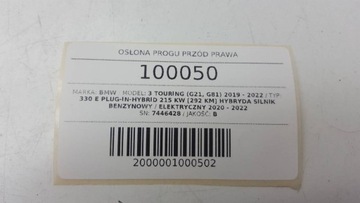 OSŁONA PROGU PRZÓD PRAWA
100050
MARKA: BMW MODEL: 3 TOURING (G21, G81) 2019 - 2022 / TYP:
330 E PLUG-IN-HYBRID 215 KW [292 KM] HYBRYDA SILNIK
BENZYNOWY / ELEKTRYCZNY 2020 - 2022
SN: 7446428 / JAKOŚĆ: B
2000001000502